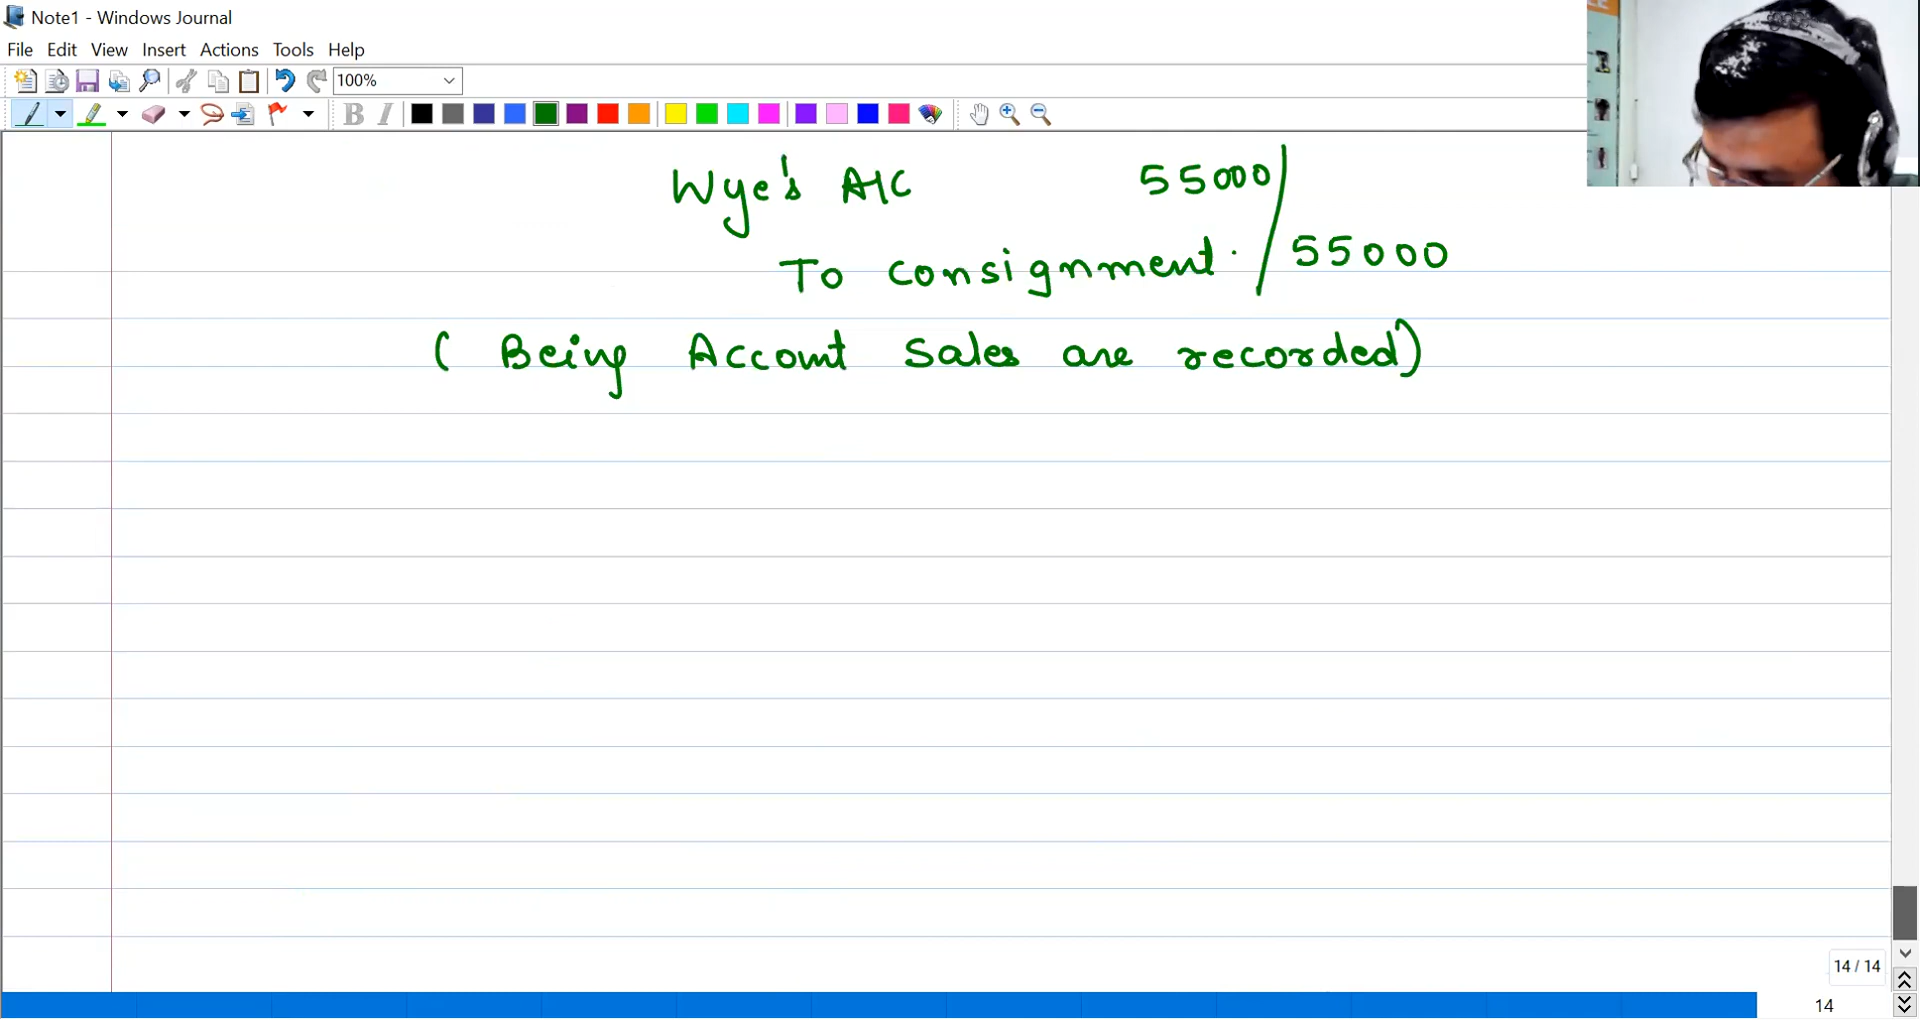 Note1 - Windows Journal
File Edit View Insert Actions Tools Help
100%
B I
Wye's A/C 55000
To consignment. 55000
( Being Account Sales are recorded)
14 / 14
14